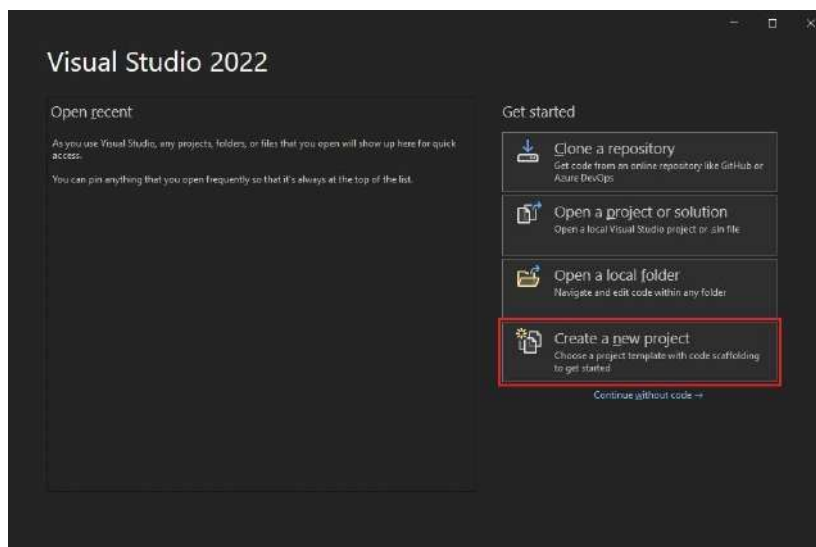 Visual Studio 2022
Open recent
As you use Visual Studio, any projects, folders, or files that you open will show up here for quick
access.
You can pin anything that you open frequently so that it's always at the top of the list.
Get started
Clone a repository
Get code from an online repository like GitHub or
Azure DevOps
Open a project or solution
Open a local Visual Studio project or .sln file
Open a local folder
Navigate and edit code within any folder
Create a new project
Choose a project template with code scaffolding
to get started
Continue without code →